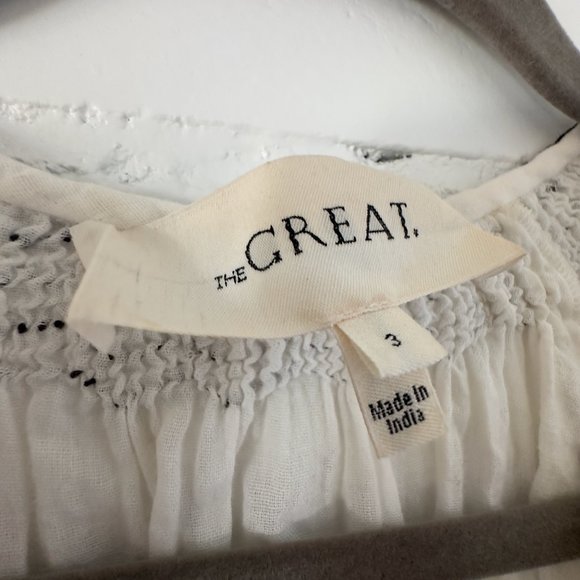 THE GREAT.
3
Made in
India